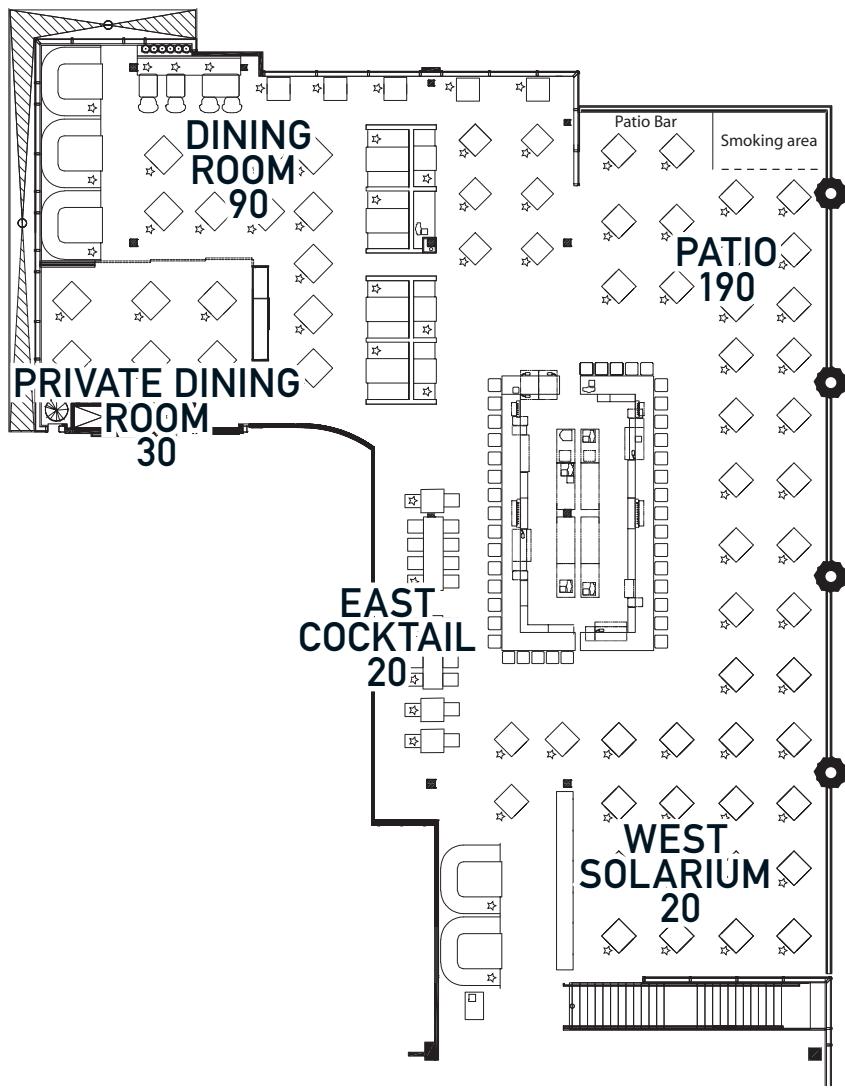 Patio Bar
Smoking area
DINING
ROOM
90
PATIO
190
PRIVATE DINING
ROOM
30
EAST
COCKTAIL
20
WEST
SOLARIUM
20